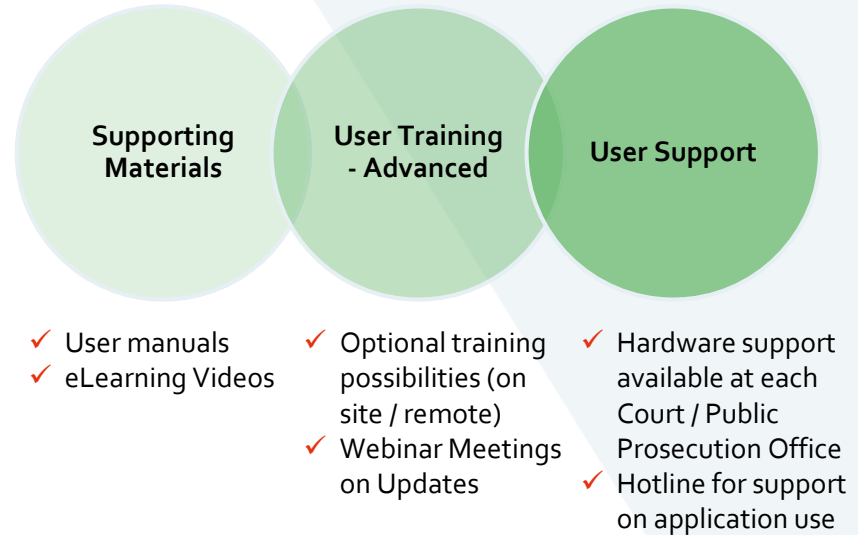 Supporting
Materials
User Training
- Advanced
User Support
✓ User manuals
✓ eLearning Videos
✓ Optional training
possibilities (on
site / remote)
✓ Webinar Meetings
on Updates
✓ Hardware support
available at each
Court / Public
Prosecution Office
✓ Hotline for support
on application use